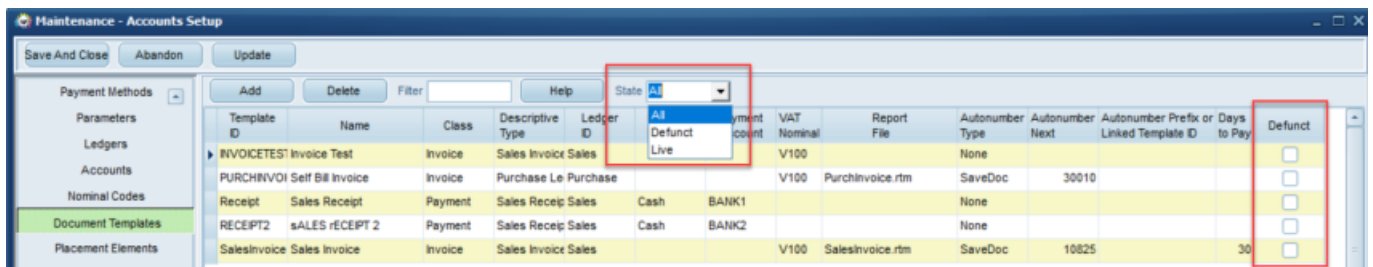 Maintenance - Accounts Setup
Save And Close Abandon Update
Payment Methods
Parameters
Ledgers
Accounts
Nominal Codes
Document Templates
Placement Elements
Add Delete Filter Help State All
All
Defunct
Live
Template ID Name Class Descriptive Type Ledger ID VAT Nominal Report File Autonumber Type Autonumber Next Autonumber Prefix or Linked Template ID Days to Pay Defunct
INVOICETEST Invoice Test Invoice Sales Invoice Sales V100 None
PURCHINVOI Self Bill Invoice Invoice Purchase Le Purchase V100 PurchInvoice.rtm SaveDoc 30010
Receipt Sales Receipt Payment Sales Receip Sales Cash BANK1 None
RECEIPT2 sALES rECEIPT 2 Payment Sales Receip Sales Cash BANK2 None
SalesInvoice Sales Invoice Invoice Sales Invoice Sales V100 SalesInvoice.rtm SaveDoc 10825 30